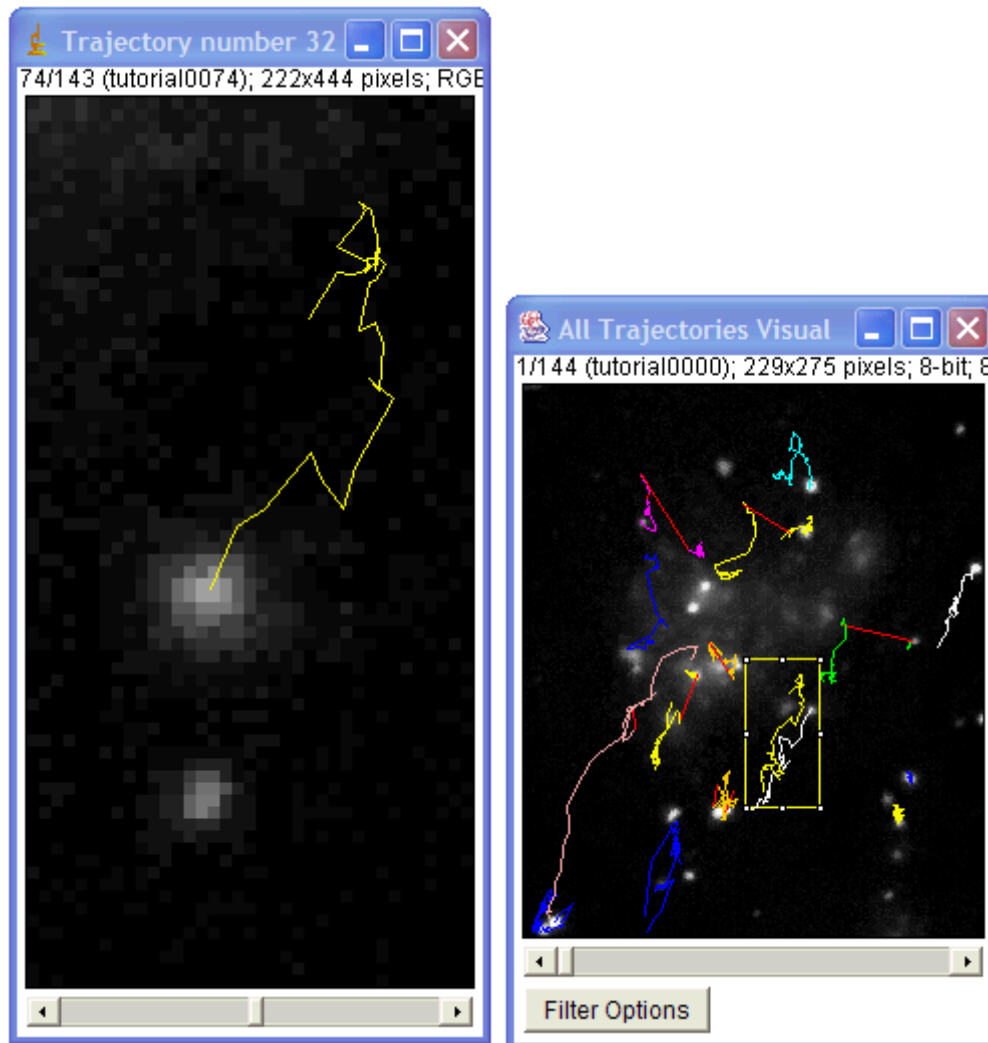 Trajectory number 32
74/143 (tutorial0074); 222x444 pixels; RGB
All Trajectories Visual
1/144 (tutorial0000); 229x275 pixels; 8-bit; 8
Filter Options